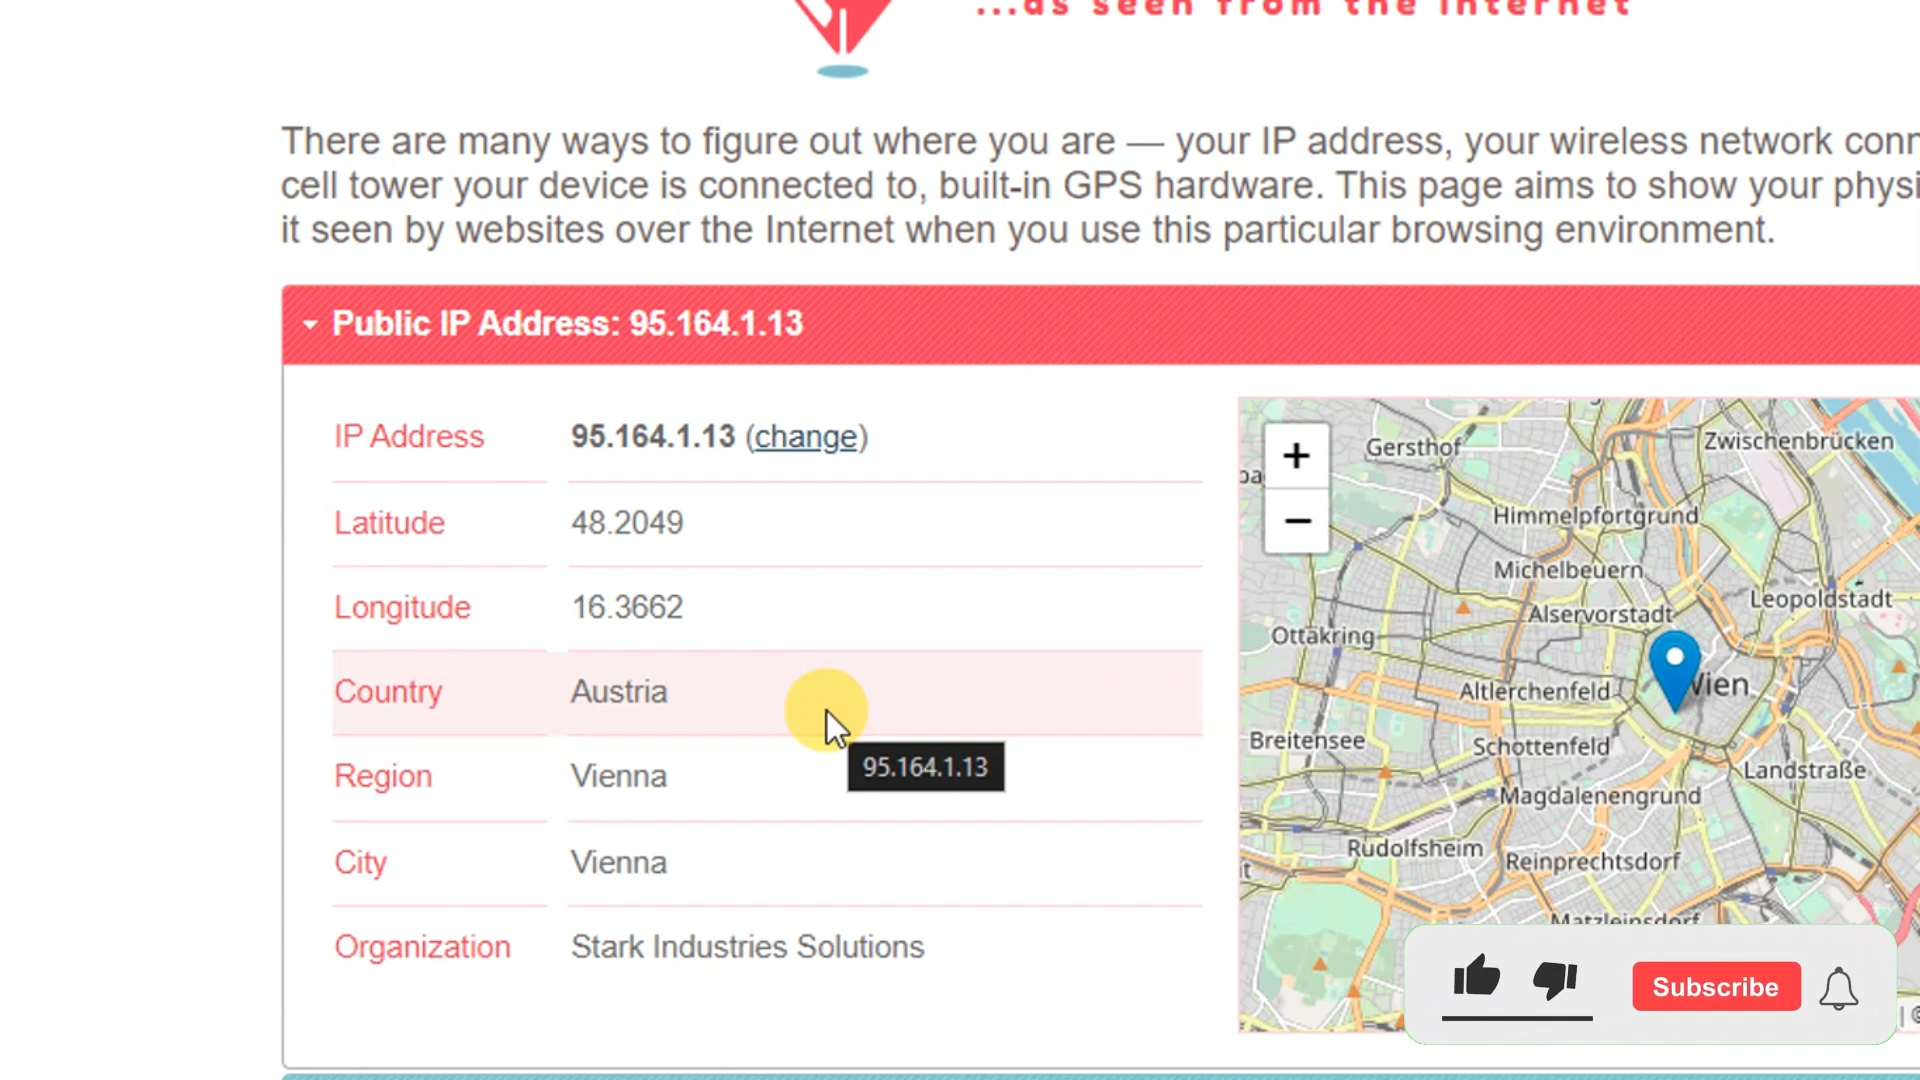 ...as seen from the Internet
There are many ways to figure out where you are — your IP address, your wireless network conn
cell tower your device is connected to, built-in GPS hardware. This page aims to show your physi
it seen by websites over the Internet when you use this particular browsing environment.
Public IP Address: 95.164.1.13
IP Address 95.164.1.13 (change)
Latitude 48.2049
Longitude 16.3662
Country Austria
95.164.1.13
Region Vienna
City Vienna
Organization Stark Industries Solutions
+
−
Gersthof
Zwischenbrücken
Himmelpfortgrund
Michelbeuern
Leopoldstadt
Alservorstadt
Ottakring
Wien
Altlerchenfeld
Breitensee
Schottenfeld
Landstraße
Magdalenengrund
Rudolfsheim
Reinprechtsdorf
Matzleinsdorf
Subscribe